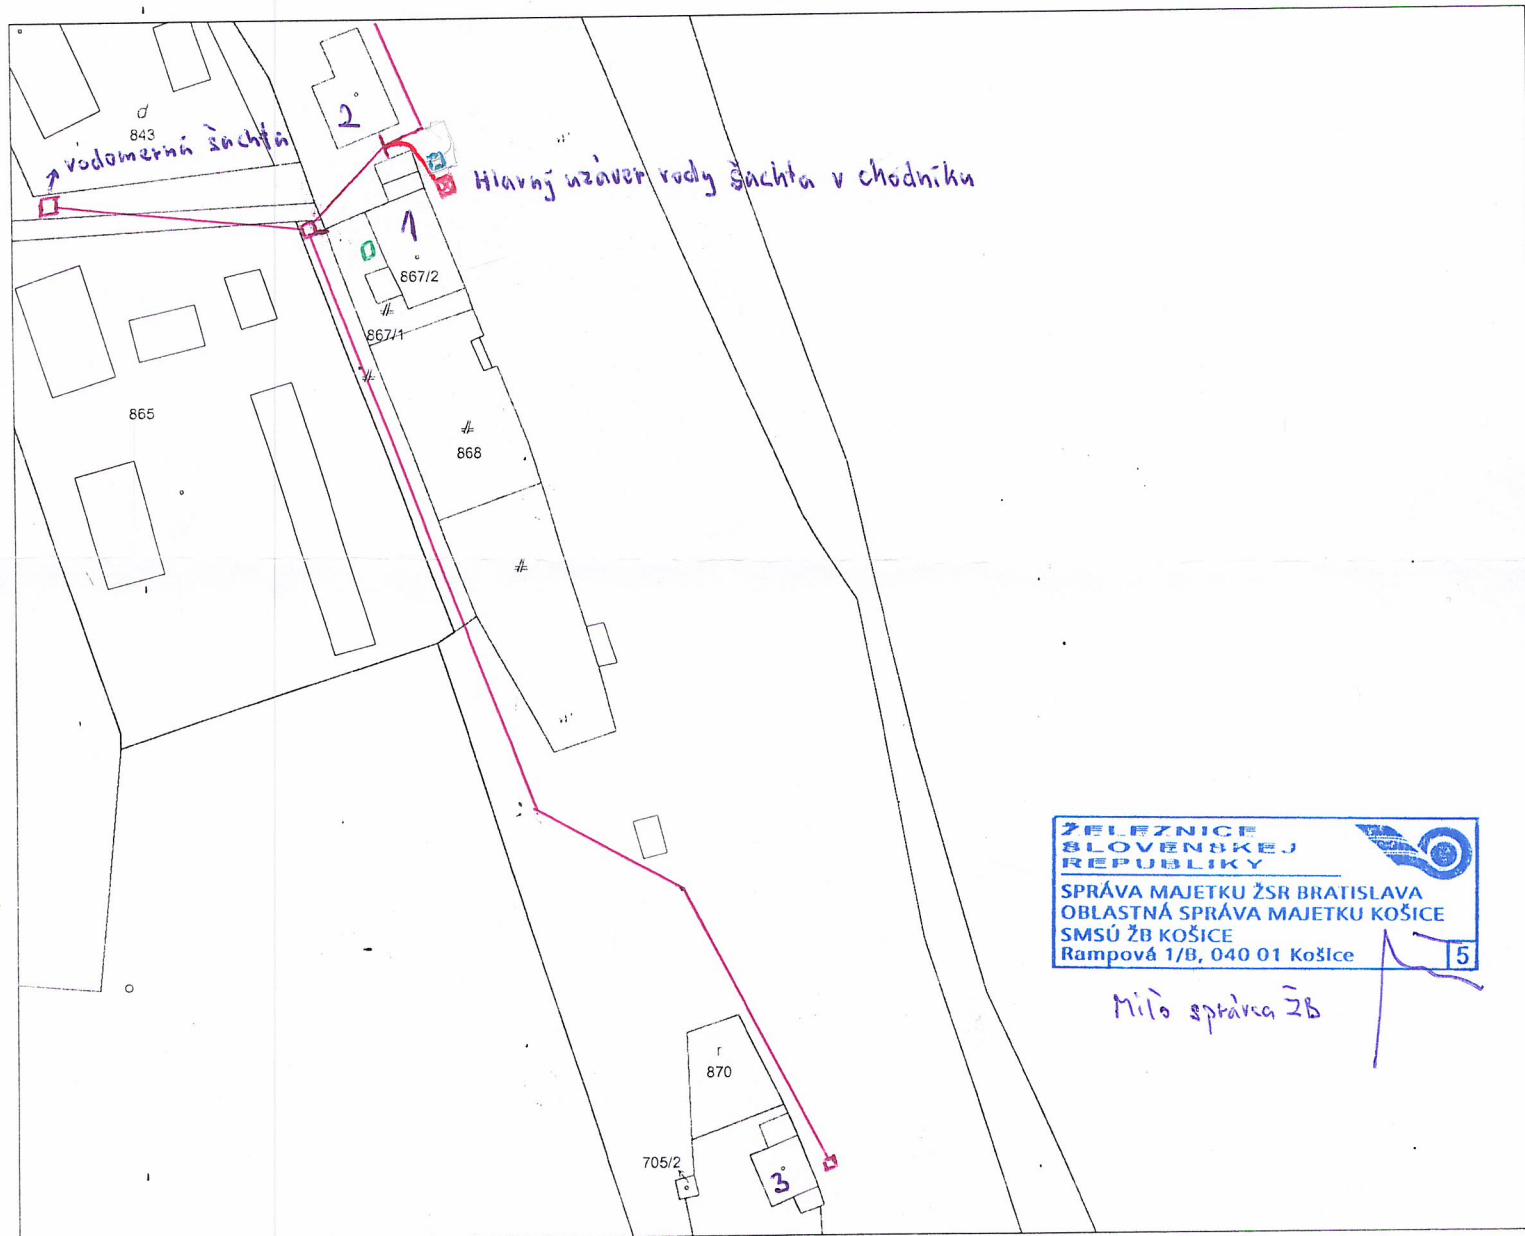 2
843
vodomerná šachta
Hlavný uzáver vody šachta v chodníku
1
867/2
867/1
865
868
ŽELEZNICE
SLOVENSKEJ
REPUBLIKY
SPRÁVA MAJETKU ŽSR BRATISLAVA
OBLASTNÁ SPRÁVA MAJETKU KOŠICE
SMSÚ ŽB KOŠICE
Rampová 1/B, 040 01 Košice
5
správca ŽB
r
870
705/2
3